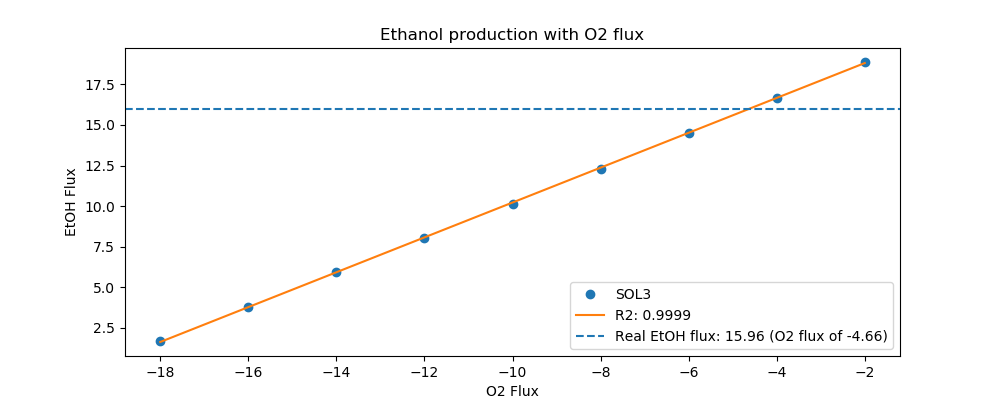 Ethanol production with O2 flux
17.5
15.0
12.5
10.0
7.5
5.0
2.5
EtOH Flux
−18 −16 −14 −12 −10 −8 −6 −4 −2
O2 Flux
SOL3
R2: 0.9999
Real EtOH flux: 15.96 (O2 flux of -4.66)